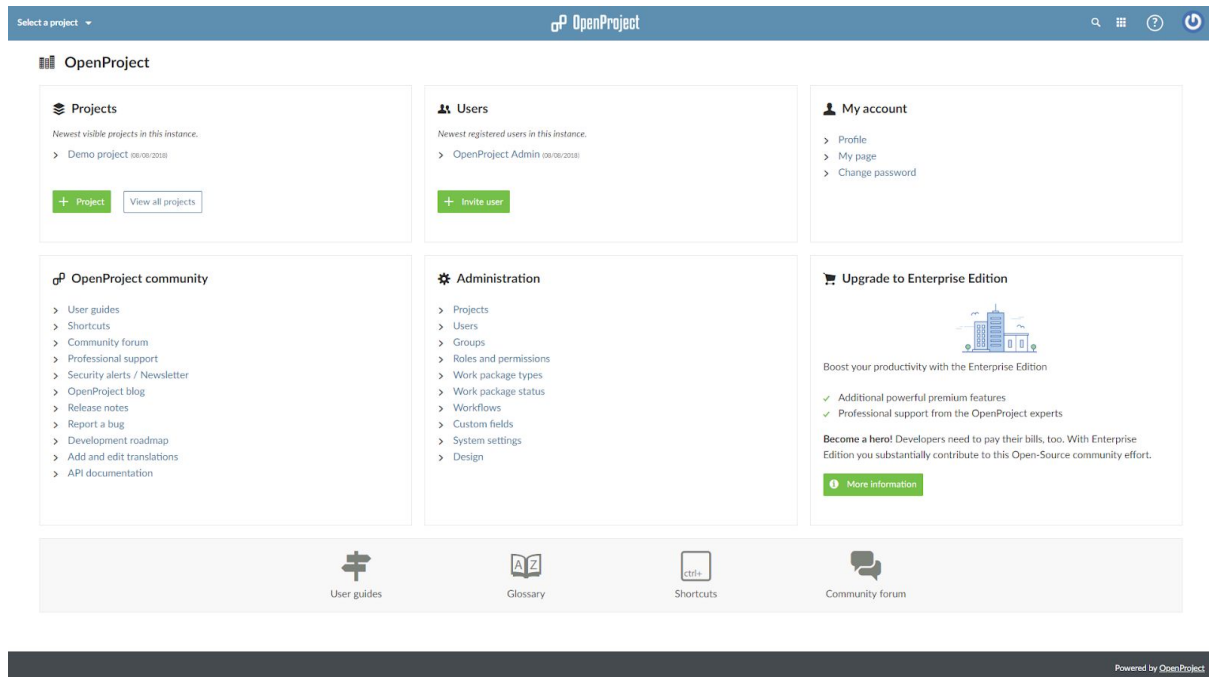 Select a project
OpenProject
?
OpenProject
Projects
Newest visible projects in this instance.
Demo project (08/08/2018)
+ Project
View all projects
Users
Newest registered users in this instance.
OpenProject Admin (08/08/2018)
+ Invite user
My account
Profile
My page
Change password
OpenProject community
User guides
Shortcuts
Community forum
Professional support
Security alerts / Newsletter
OpenProject blog
Release notes
Report a bug
Development roadmap
Add and edit translations
API documentation
Administration
Projects
Users
Groups
Roles and permissions
Work package types
Work package status
Workflows
Custom fields
System settings
Design
Upgrade to Enterprise Edition
Boost your productivity with the Enterprise Edition
Additional powerful premium features
Professional support from the OpenProject experts
Become a hero! Developers need to pay their bills, too. With Enterprise
Edition you substantially contribute to this Open-Source community effort.
More information
User guides
A Z
Glossary
ctrl+
Shortcuts
Community forum
Powered by OpenProject